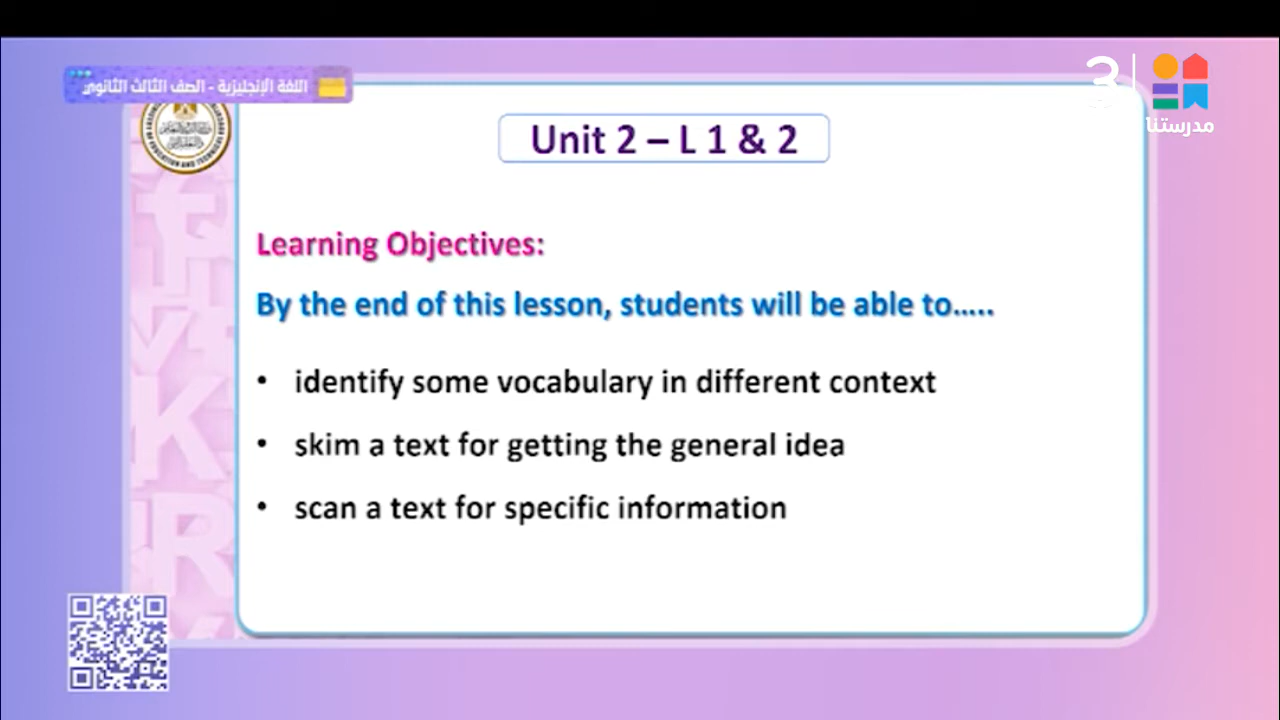 اللغة الإنجليزية - الصف الثالث الثانوي
3
مدرستنا
Unit 2 – L 1 & 2
Learning Objectives:
By the end of this lesson, students will be able to…..
• identify some vocabulary in different context
• skim a text for getting the general idea
• scan a text for specific information